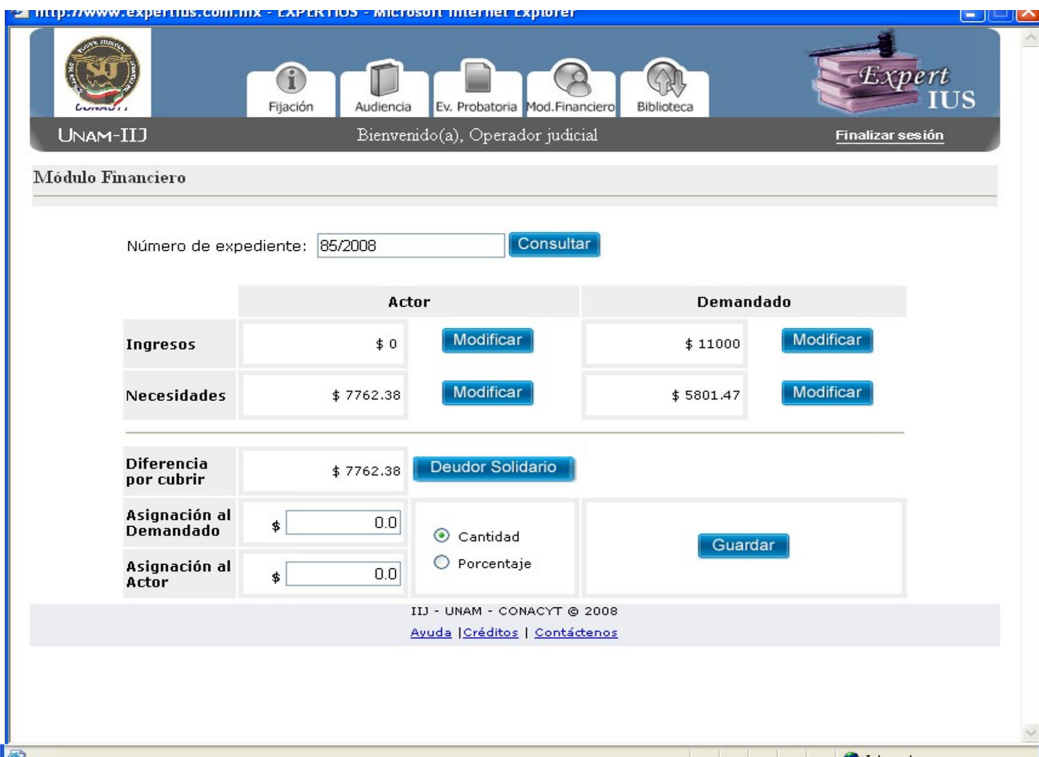 http://www.expertius.com.mx - EXPERTIUS - Microsoft Internet Explorer
CONACYT
Fijación
Audiencia
Ev. Probatoria
Mod.Financiero
Biblioteca
Expert
IUS
UNAM-IIJ
Bienvenido(a), Operador judicial
Finalizar sesión
Módulo Financiero
Número de expediente: 85/2008 Consultar
Actor Demandado
Ingresos $ 0 Modificar $ 11000 Modificar
Necesidades $ 7762.38 Modificar $ 5801.47 Modificar
Diferencia
por cubrir $ 7762.38 Deudor Solidario
Asignación al
Demandado $ 0.0
Cantidad
Guardar
Porcentaje
Asignación al
Actor $ 0.0
IIJ - UNAM - CONACYT © 2008
Ayuda |Créditos | Contáctenos